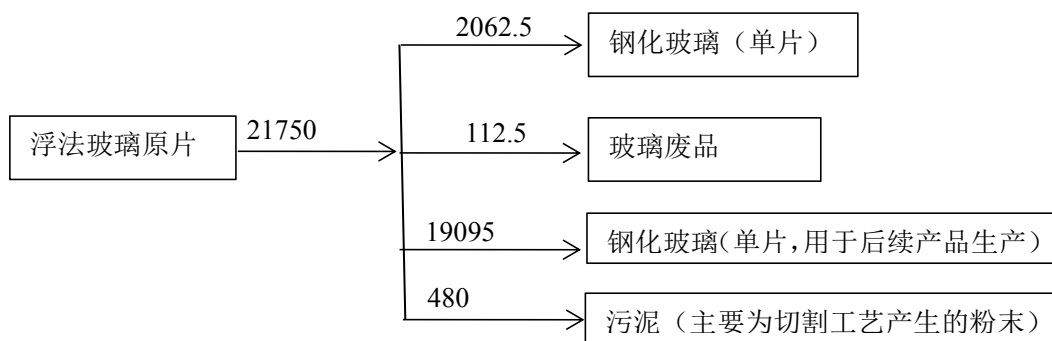 2062.5
钢化玻璃（单片）
浮法玻璃原片
21750
112.5
玻璃废品
19095
钢化玻璃(单片，用于后续产品生产)
480
污泥（主要为切割工艺产生的粉末）